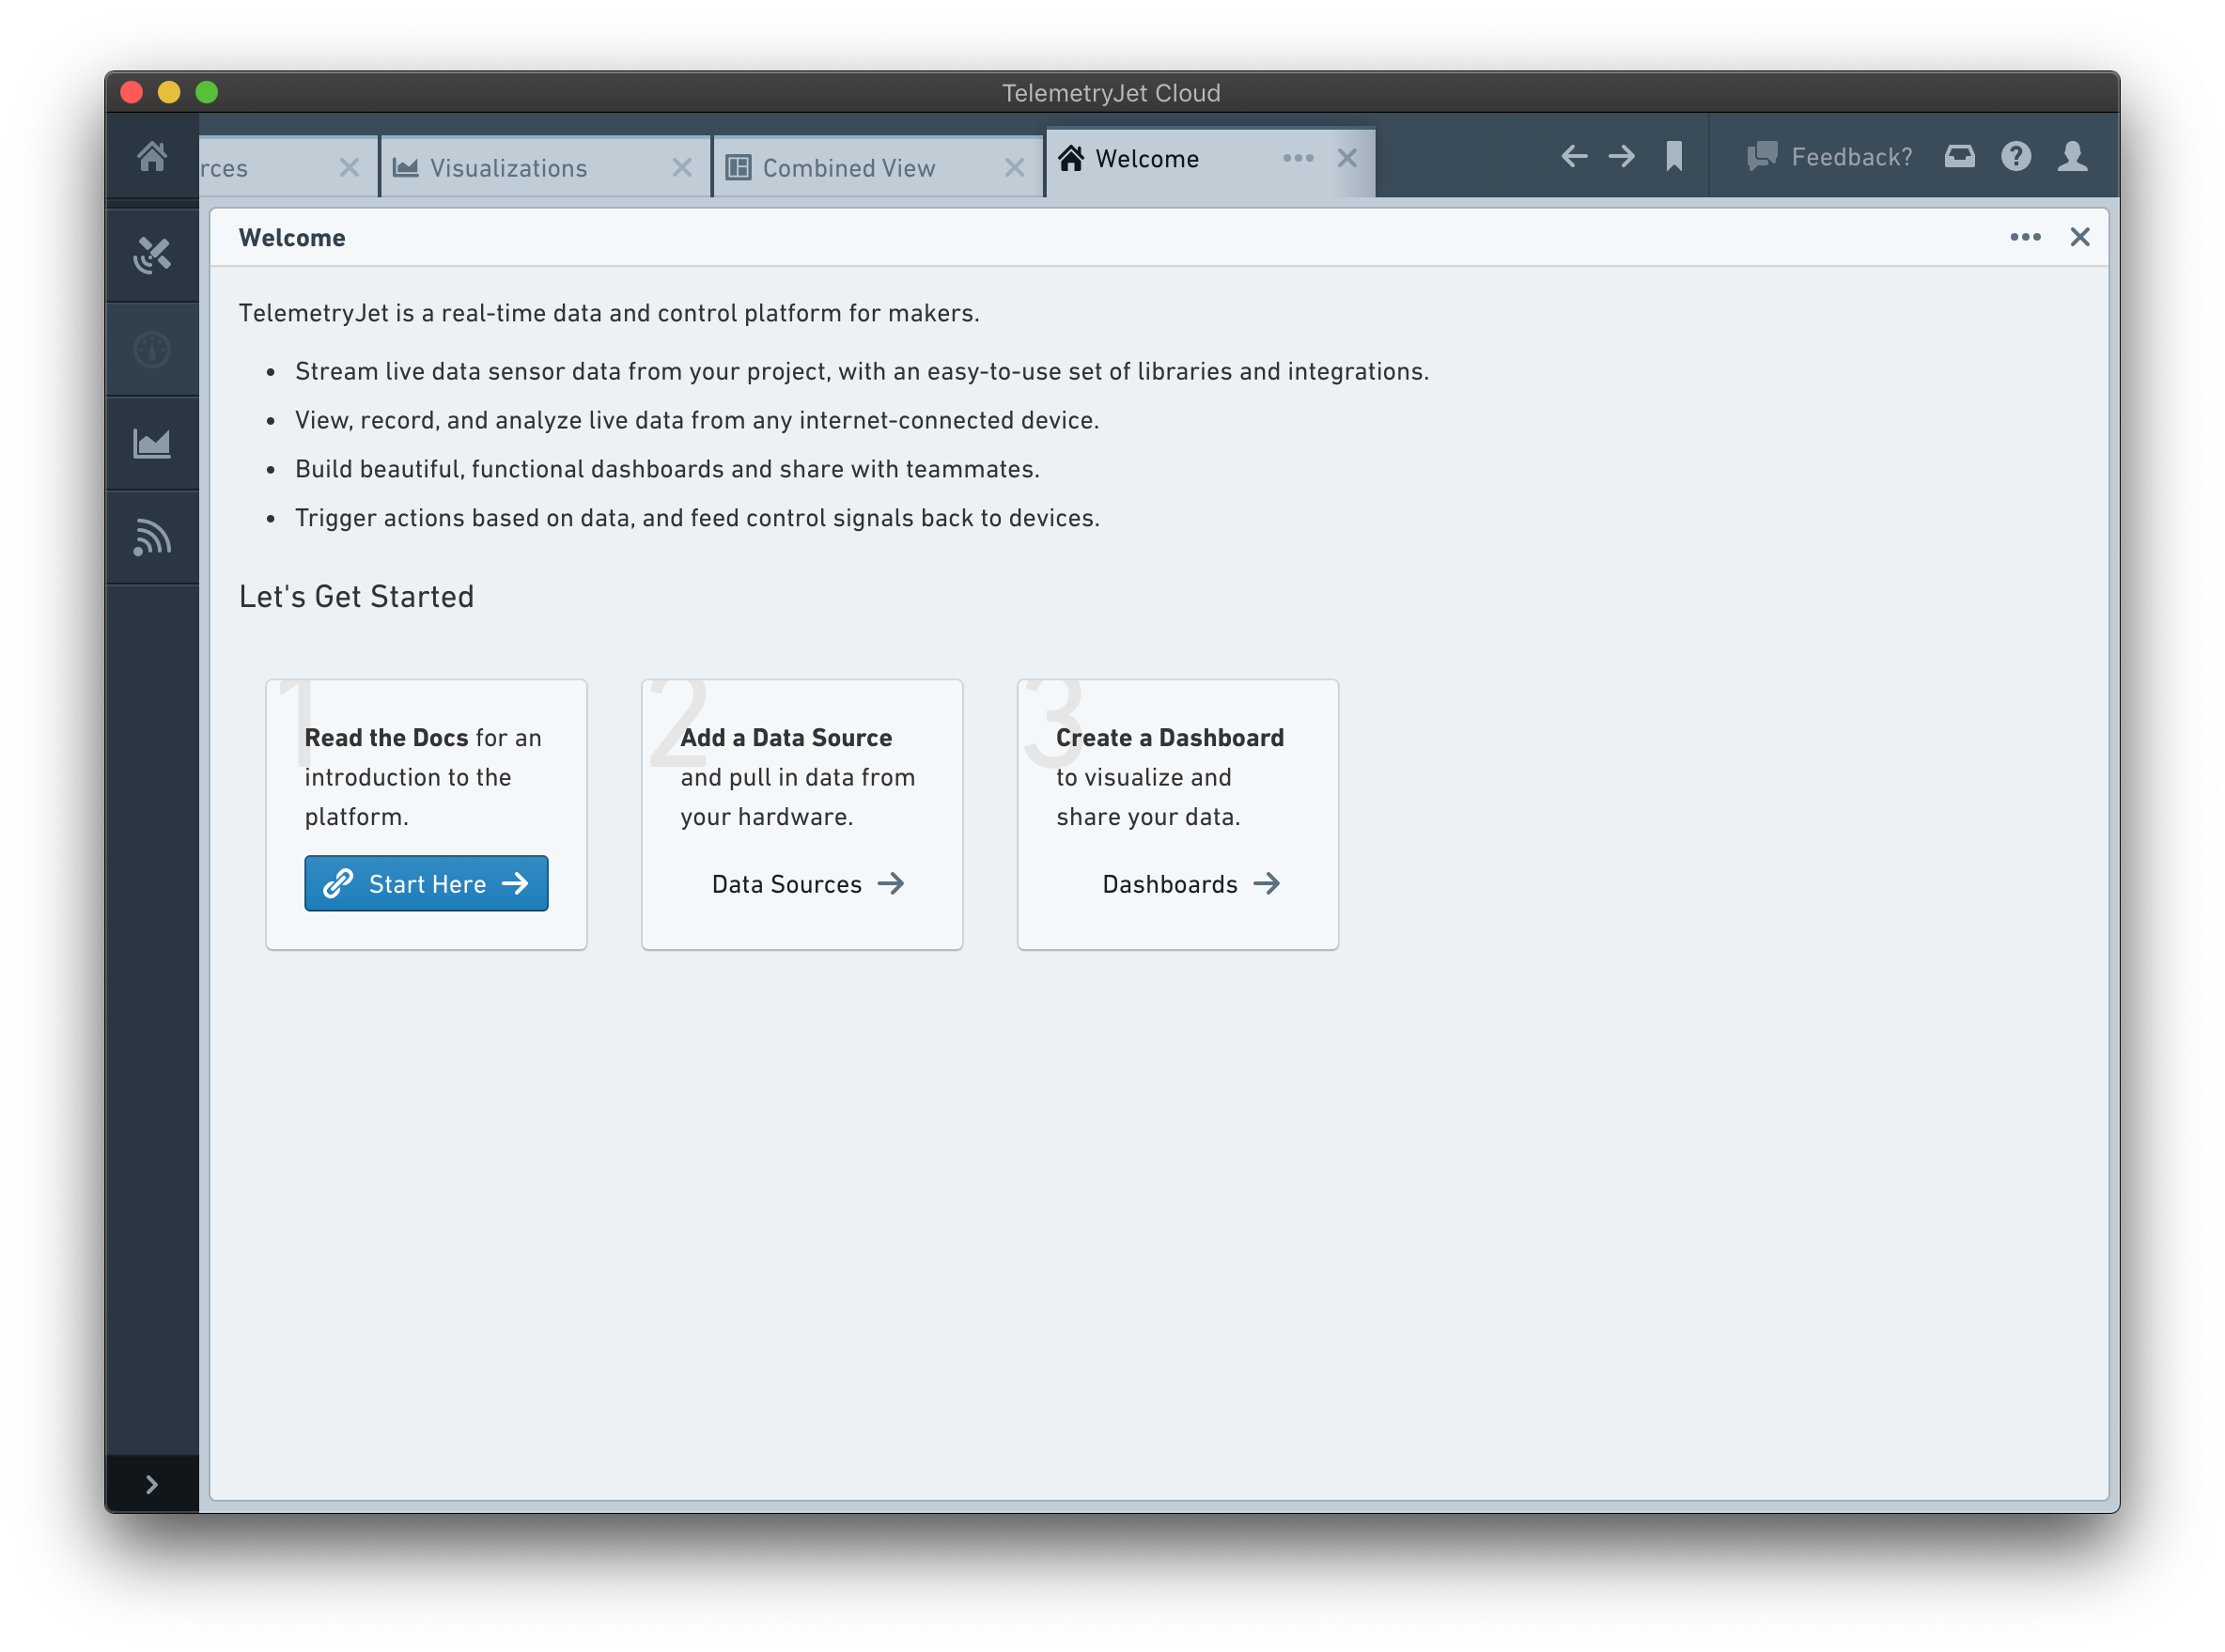 TelemetryJet Cloud
rces
Visualizations
Combined View
Welcome
Feedback?
Welcome
TelemetryJet is a real-time data and control platform for makers.
• Stream live data sensor data from your project, with an easy-to-use set of libraries and integrations.
• View, record, and analyze live data from any internet-connected device.
• Build beautiful, functional dashboards and share with teammates.
• Trigger actions based on data, and feed control signals back to devices.
Let's Get Started
1
Read the Docs for an
introduction to the
platform.
Start Here
2
Add a Data Source
and pull in data from
your hardware.
Data Sources
3
Create a Dashboard
to visualize and
share your data.
Dashboards